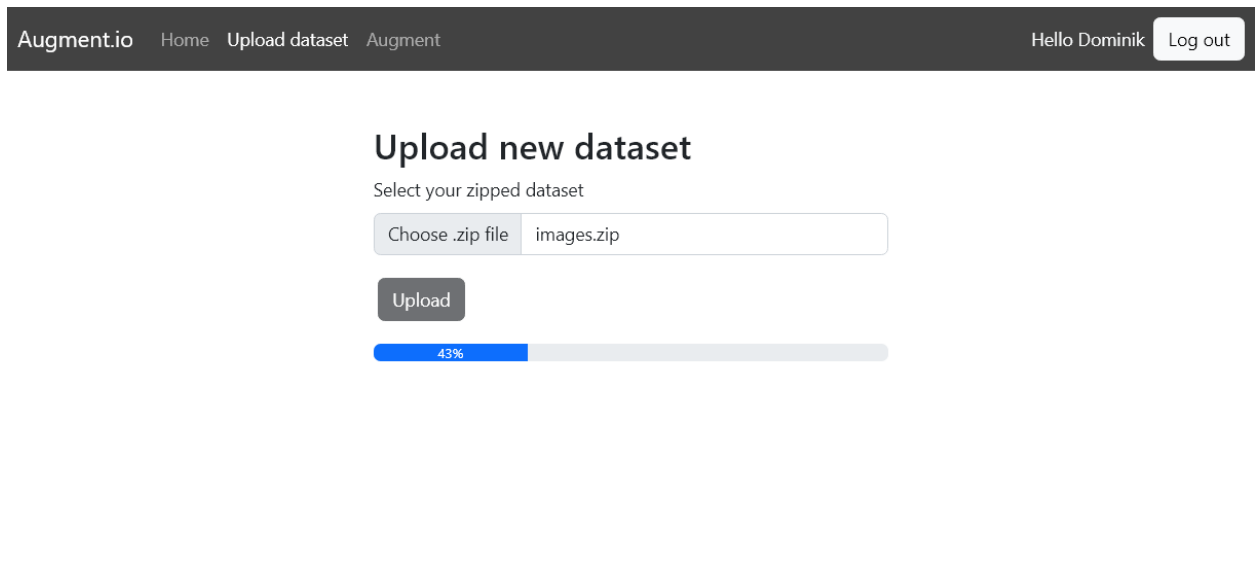 Augment.io Home Upload dataset Augment Hello Dominik Log out
Upload new dataset
Select your zipped dataset
Choose .zip file images.zip
Upload
43%